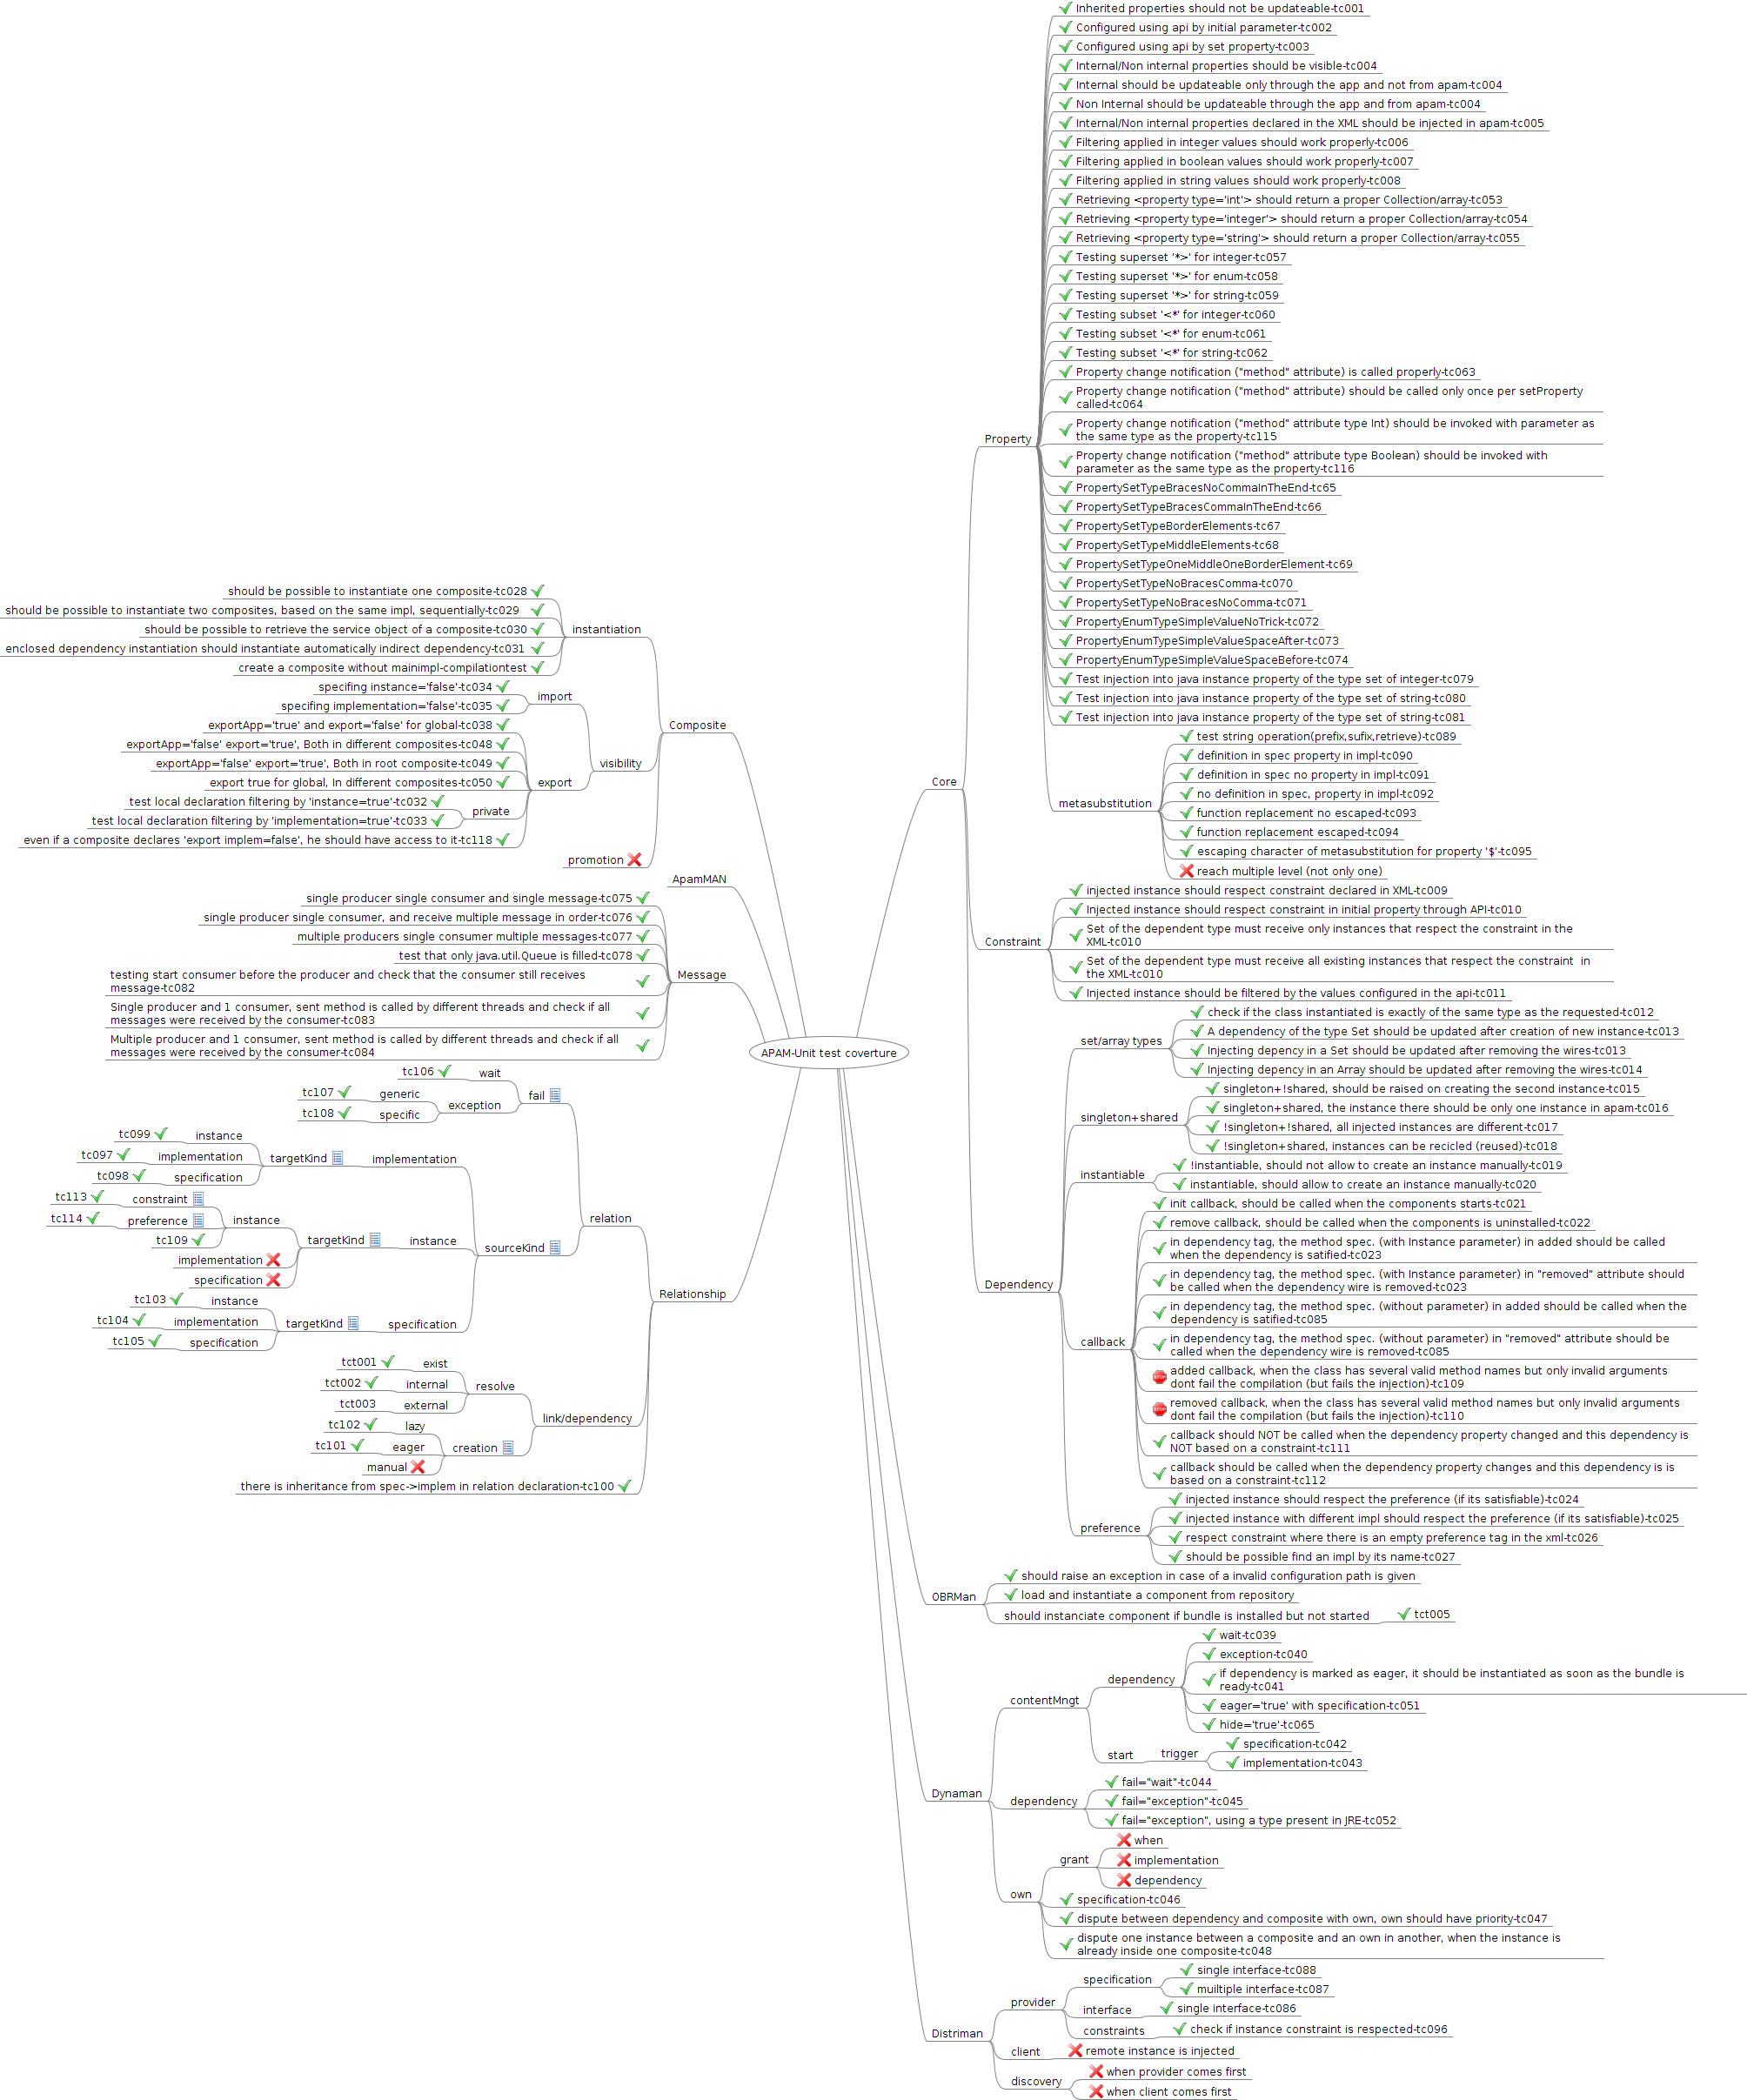 APAM-Unit test coverture
Core
Property
Inherited properties should not be updateable-tc001
Configured using api by initial parameter-tc002
Configured using api by set property-tc003
Internal/Non internal properties should be visible-tc004
Internal should be updateable only through the app and not from apam-tc004
Non Internal should be updateable through the app and from apam-tc004
Internal/Non internal properties declared in the XML should be injected in apam-tc005
Filtering applied in integer values should work properly-tc006
Filtering applied in boolean values should work properly-tc007
Filtering applied in string values should work properly-tc008
Retrieving <property type='int'> should return a proper Collection/array-tc053
Retrieving <property type='integer'> should return a proper Collection/array-tc054
Retrieving <property type='string'> should return a proper Collection/array-tc055
Testing superset '*>' for integer-tc057
Testing superset '*>' for enum-tc058
Testing superset '*>' for string-tc059
Testing subset '<*' for integer-tc060
Testing subset '<*' for enum-tc061
Testing subset '<*' for string-tc062
Property change notification ("method" attribute) is called properly-tc063
Property change notification ("method" attribute) should be called only once per setProperty
called-tc064
Property change notification ("method" attribute type Int) should be invoked with parameter as
the same type as the property-tc115
Property change notification ("method" attribute type Boolean) should be invoked with
parameter as the same type as the property-tc116
PropertySetTypeBracesNoCommaInTheEnd-tc65
PropertySetTypeBracesCommaInTheEnd-tc66
PropertySetTypeBorderElements-tc67
PropertySetTypeMiddleElements-tc68
PropertySetTypeOneMiddleOneBorderElement-tc69
PropertySetTypeNoBracesComma-tc070
PropertySetTypeNoBracesNoComma-tc071
PropertyEnumTypeSimpleValueNoTrick-tc072
PropertyEnumTypeSimpleValueSpaceAfter-tc073
PropertyEnumTypeSimpleValueSpaceBefore-tc074
Test injection into java instance property of the type set of integer-tc079
Test injection into java instance property of the type set of string-tc080
Test injection into java instance property of the type set of string-tc081
metasubstitution
test string operation(prefix,sufix,retrieve)-tc089
definition in spec property in impl-tc090
definition in spec no property in impl-tc091
no definition in spec, property in impl-tc092
function replacement no escaped-tc093
function replacement escaped-tc094
escaping character of metasubstitution for property '$'-tc095
reach multiple level (not only one)
Constraint
injected instance should respect constraint declared in XML-tc009
Injected instance should respect constraint in initial property through API-tc010
Set of the dependent type must receive only instances that respect the constraint in the
XML-tc010
Set of the dependent type must receive all existing instances that respect the constraint  in
the XML-tc010
Injected instance should be filtered by the values configured in the api-tc011
Dependency
set/array types
check if the class instantiated is exactly of the same type as the requested-tc012
A dependency of the type Set should be updated after creation of new instance-tc013
Injecting depency in a Set should be updated after removing the wires-tc013
Injecting depency in an Array should be updated after removing the wires-tc014
singleton+shared
singleton+!shared, should be raised on creating the second instance-tc015
singleton+shared, the instance there should be only one instance in apam-tc016
!singleton+!shared, all injected instances are different-tc017
!singleton+shared, instances can be recicled (reused)-tc018
instantiable
!instantiable, should not allow to create an instance manually-tc019
instantiable, should allow to create an instance manually-tc020
callback
init callback, should be called when the components starts-tc021
remove callback, should be called when the components is uninstalled-tc022
in dependency tag, the method spec. (with Instance parameter) in added should be called
when the dependency is satified-tc023
in dependency tag, the method spec. (with Instance parameter) in "removed" attribute should
be called when the dependency wire is removed-tc023
in dependency tag, the method spec. (without parameter) in added should be called when the
dependency is satified-tc085
in dependency tag, the method spec. (without parameter) in "removed" attribute should be
called when the dependency wire is removed-tc085
added callback, when the class has several valid method names but only invalid arguments
dont fail the compilation (but fails the injection)-tc109
removed callback, when the class has several valid method names but only invalid arguments
dont fail the compilation (but fails the injection)-tc110
callback should NOT be called when the dependency property changed and this dependency is
NOT based on a constraint-tc111
callback should be called when the dependency property changes and this dependency is is
based on a constraint-tc112
preference
injected instance should respect the preference (if its satisfiable)-tc024
injected instance with different impl should respect the preference (if its satisfiable)-tc025
respect constraint where there is an empty preference tag in the xml-tc026
should be possible find an impl by its name-tc027
OBRMan
should raise an exception in case of a invalid configuration path is given
load and instantiate a component from repository
should instanciate component if bundle is installed but not started
tct005
Dynaman
contentMngt
dependency
wait-tc039
exception-tc040
if dependency is marked as eager, it should be instantiated as soon as the bundle is
ready-tc041
eager='true' with specification-tc051
hide='true'-tc065
start
trigger
specification-tc042
implementation-tc043
dependency
fail="wait"-tc044
fail="exception"-tc045
fail="exception", using a type present in JRE-tc052
own
grant
when
implementation
dependency
specification-tc046
dispute between dependency and composite with own, own should have priority-tc047
dispute one instance between a composite and an own in another, when the instance is
already inside one composite-tc048
Distriman
provider
specification
single interface-tc088
muiltiple interface-tc087
interface
single interface-tc086
constraints
check if instance constraint is respected-tc096
client
remote instance is injected
discovery
when provider comes first
when client comes first
Composite
instantiation
should be possible to instantiate one composite-tc028
should be possible to instantiate two composites, based on the same impl, sequentially-tc029
should be possible to retrieve the service object of a composite-tc030
enclosed dependency instantiation should instantiate automatically indirect dependency-tc031
create a composite without mainimpl-compilationtest
visibility
import
specifing instance='false'-tc034
specifing implementation='false'-tc035
export
exportApp='true' and export='false' for global-tc038
exportApp='false' export='true', Both in different composites-tc048
exportApp='false' export='true', Both in root composite-tc049
export true for global, In different composites-tc050
private
test local declaration filtering by 'instance=true'-tc032
test local declaration filtering by 'implementation=true'-tc033
even if a composite declares 'export implem=false', he should have access to it-tc118
promotion
ApamMAN
Message
single producer single consumer and single message-tc075
single producer single consumer, and receive multiple message in order-tc076
multiple producers single consumer multiple messages-tc077
test that only java.util.Queue is filled-tc078
testing start consumer before the producer and check that the consumer still receives
message-tc082
Single producer and 1 consumer, sent method is called by different threads and check if all
messages were received by the consumer-tc083
Multiple producer and 1 consumer, sent method is called by different threads and check if all
messages were received by the consumer-tc084
Relationship
relation
fail
wait
tc106
exception
generic
tc107
specific
tc108
sourceKind
implementation
targetKind
instance
tc099
implementation
tc097
specification
tc098
instance
targetKind
instance
constraint
tc113
preference
tc114
tc109
implementation
specification
specification
targetKind
instance
tc103
implementation
tc104
specification
tc105
link/dependency
resolve
exist
tct001
internal
tct002
external
tct003
creation
lazy
tc102
eager
tc101
manual
there is inheritance from spec->implem in relation declaration-tc100